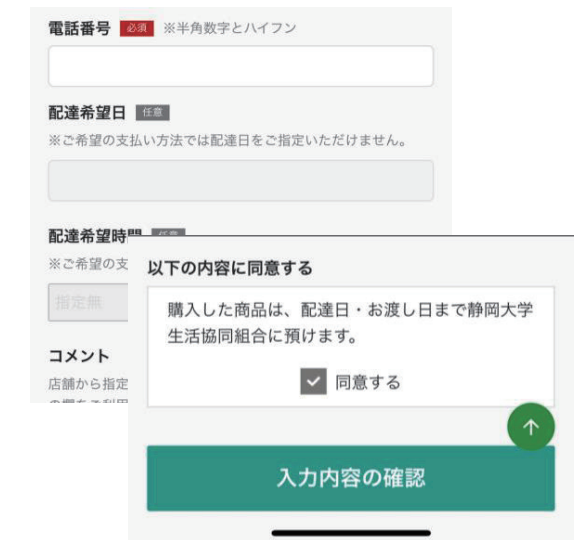 電話番号 必須 ※半角数字とハイフン
配達希望日 任意
※ご希望の支払い方法では配達日をご指定いただけません。
配達希望時間
※ご希望の支
指定無
コメント
店舗から指定
以下の内容に同意する
購入した商品は、配達日・お渡し日まで静岡大学
生活協同組合に預けます。
同意する
入力内容の確認